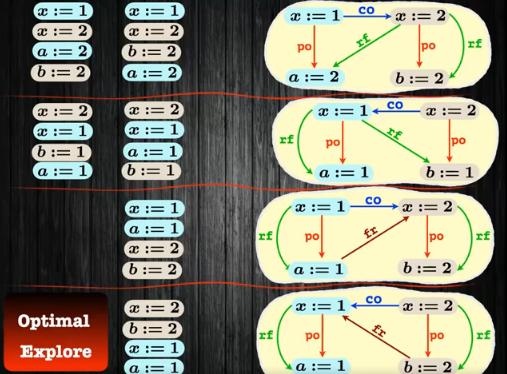 x := 1
x := 2
a := 2
b := 2
x := 1
x := 2
b := 2
a := 2
x := 1 co x := 2
po rf po rf
a := 2 b := 2
x := 2
x := 1
b := 1
a := 1
x := 2
x := 1
a := 1
b := 1
x := 1 co x := 2
rf po rf po
a := 1 b := 1
x := 1
a := 1
x := 2
b := 2
x := 1 co x := 2
rf po fr po rf
a := 1 b := 2
Optimal
Explore
x := 2
b := 2
x := 1
a := 1
x := 1 co x := 2
rf po fr po rf
a := 1 b := 2